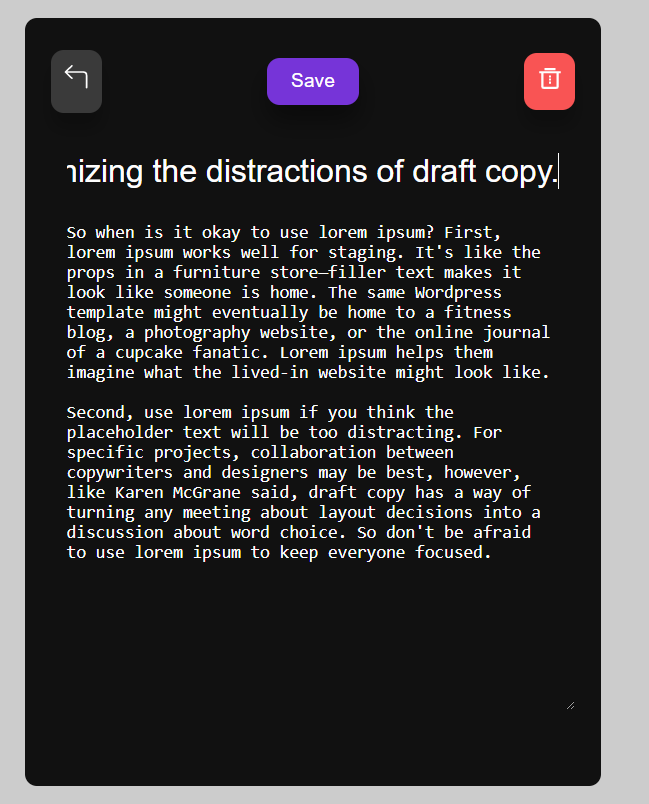 Save
nizing the distractions of draft copy.
So when is it okay to use lorem ipsum? First,
lorem ipsum works well for staging. It's like the
props in a furniture store—filler text makes it
look like someone is home. The same Wordpress
template might eventually be home to a fitness
blog, a photography website, or the online journal
of a cupcake fanatic. Lorem ipsum helps them
imagine what the lived-in website might look like.
Second, use lorem ipsum if you think the
placeholder text will be too distracting. For
specific projects, collaboration between
copywriters and designers may be best, however,
like Karen McGrane said, draft copy has a way of
turning any meeting about layout decisions into a
discussion about word choice. So don't be afraid
to use lorem ipsum to keep everyone focused.